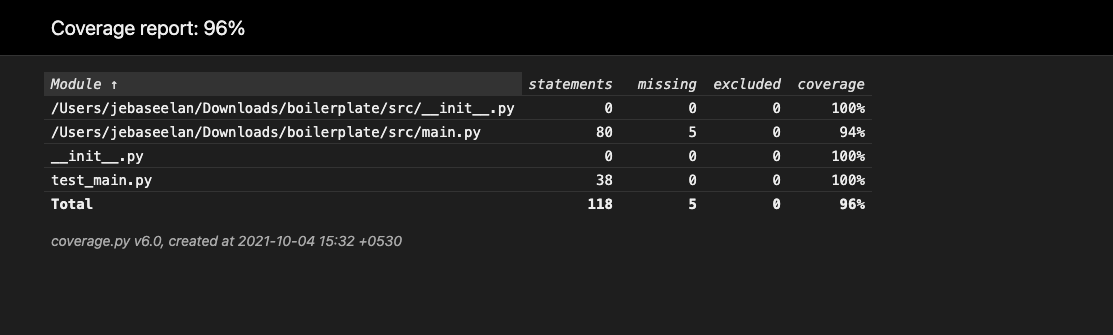 Coverage report: 96%
Module ↑ statements missing excluded coverage
/Users/jebaseelan/Downloads/boilerplate/src/__init__.py 0 0 0 100%
/Users/jebaseelan/Downloads/boilerplate/src/main.py 80 5 0 94%
__init__.py 0 0 0 100%
test_main.py 38 0 0 100%
Total 118 5 0 96%
coverage.py v6.0, created at 2021-10-04 15:32 +0530